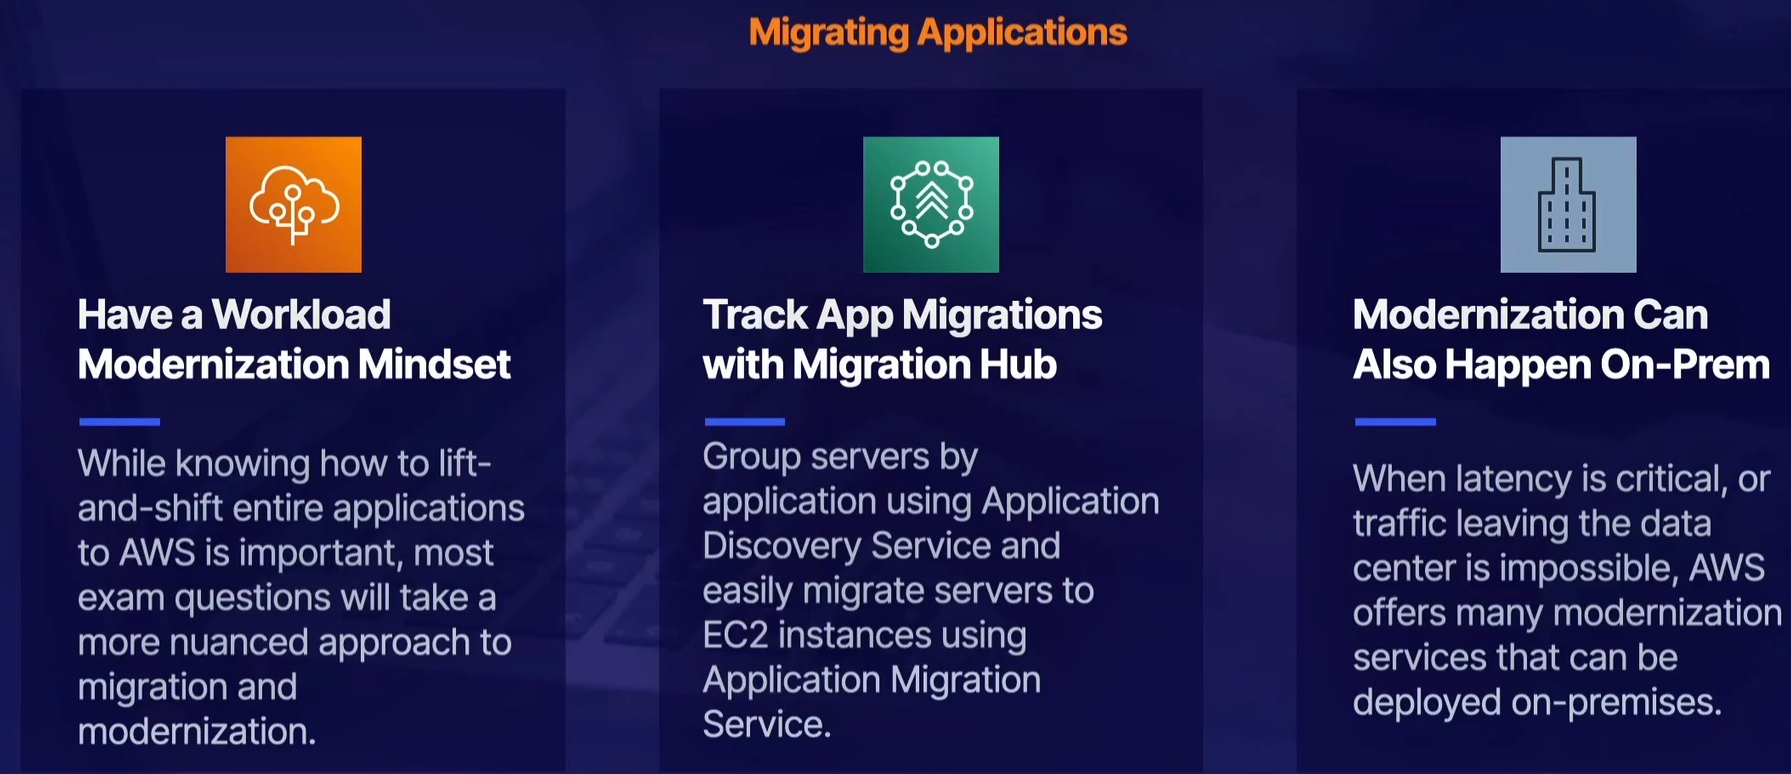 Migrating Applications
Have a Workload
Modernization Mindset
While knowing how to lift-
and-shift entire applications
to AWS is important, most
exam questions will take a
more nuanced approach to
migration and
modernization.
Track App Migrations
with Migration Hub
Group servers by
application using Application
Discovery Service and
easily migrate servers to
EC2 instances using
Application Migration
Service.
Modernization Can
Also Happen On-Prem
When latency is critical, or
traffic leaving the data
center is impossible, AWS
offers many modernization
services that can be
deployed on-premises.